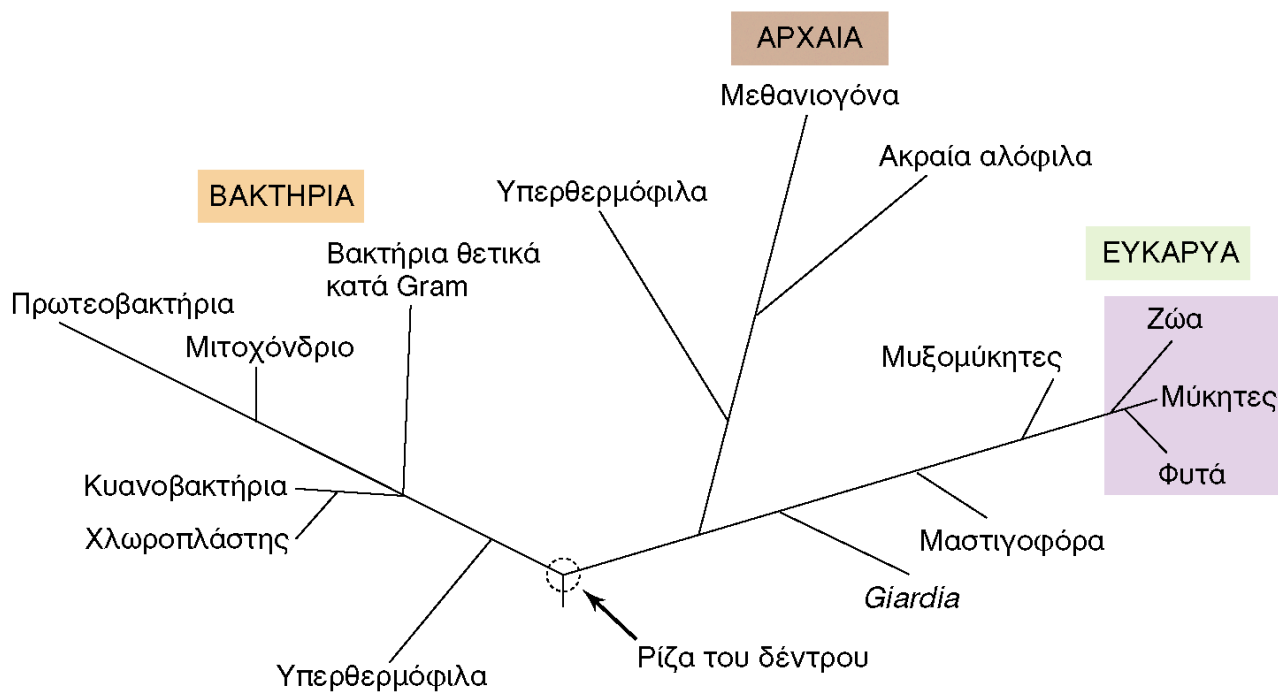 ΑΡΧΑΙΑ
Μεθανιογόνα
Ακραία αλόφιλα
Υπερθερμόφιλα
ΒΑΚΤΗΡΙΑ
Βακτήρια θετικά
κατά Gram
Πρωτεοβακτήρια
Μιτοχόνδριο
Κυανοβακτήρια
Χλωροπλάστης
Υπερθερμόφιλα
ΕΥΚΑΡΥΑ
Ζώα
Μύκητες
Φυτά
Μυξομύκητες
Μαστιγοφόρα
Giardia
Ρίζα του δέντρου